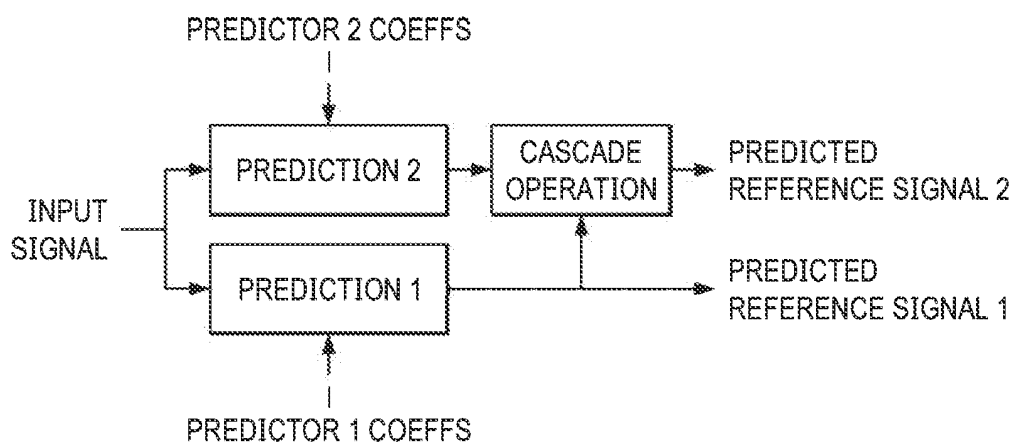 PREDICTOR 2 COEFFS
PREDICTION 2
CASCADE
OPERATION
PREDICTED
REFERENCE SIGNAL 2
INPUT
SIGNAL
PREDICTION 1
PREDICTED
REFERENCE SIGNAL 1
PREDICTOR 1 COEFFS